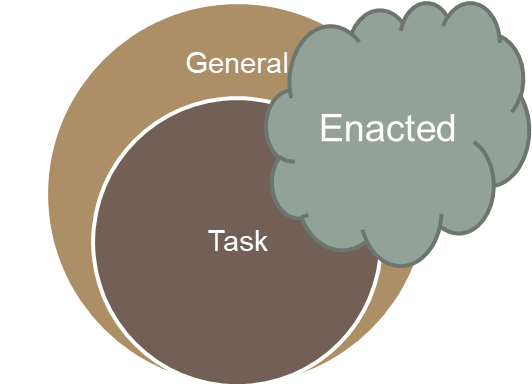 General
Enacted
Task